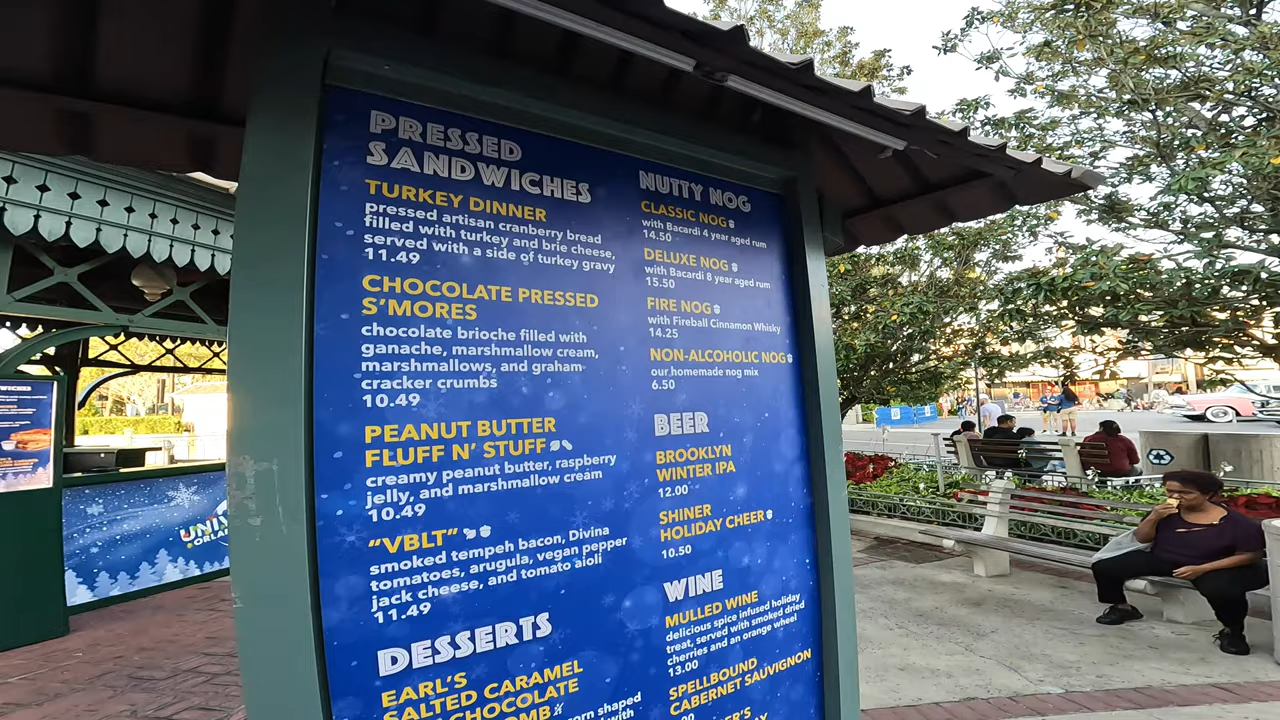 PRESSED
SANDWICHES
TURKEY DINNER
pressed artisan cranberry bread
filled with turkey and brie cheese,
served with a side of turkey gravy
11.49
CHOCOLATE PRESSED
S'MORES
chocolate brioche filled with
ganache, marshmallow cream,
marshmallows, and graham
cracker crumbs
10.49
PEANUT BUTTER
FLUFF N' STUFF
creamy peanut butter, raspberry
jelly, and marshmallow cream
10.49
"VBLT"
smoked tempeh bacon, Divina
tomatoes, arugula, vegan pepper
jack cheese, and tomato aioli
11.49
DESSERTS
EARL'S
SALTED CARAMEL
CHOCOLATE
corn shaped
with
NUTTY NOG
CLASSIC NOG
with Bacardi 4 year aged rum
14.50
DELUXE NOG
with Bacardi 8 year aged rum
15.50
FIRE NOG
with Fireball Cinnamon Whisky
14.25
NON-ALCOHOLIC NOG
our homemade nog mix
6.50
BEER
BROOKLYN
WINTER IPA
12.00
SHINER
HOLIDAY CHEER
10.50
WINE
MULLED WINE
delicious spice infused holiday
treat, served with smoked dried
cherries and an orange wheel
13.00
SPELLBOUND
CABERNET SAUVIGNON
UNIV
ORLA